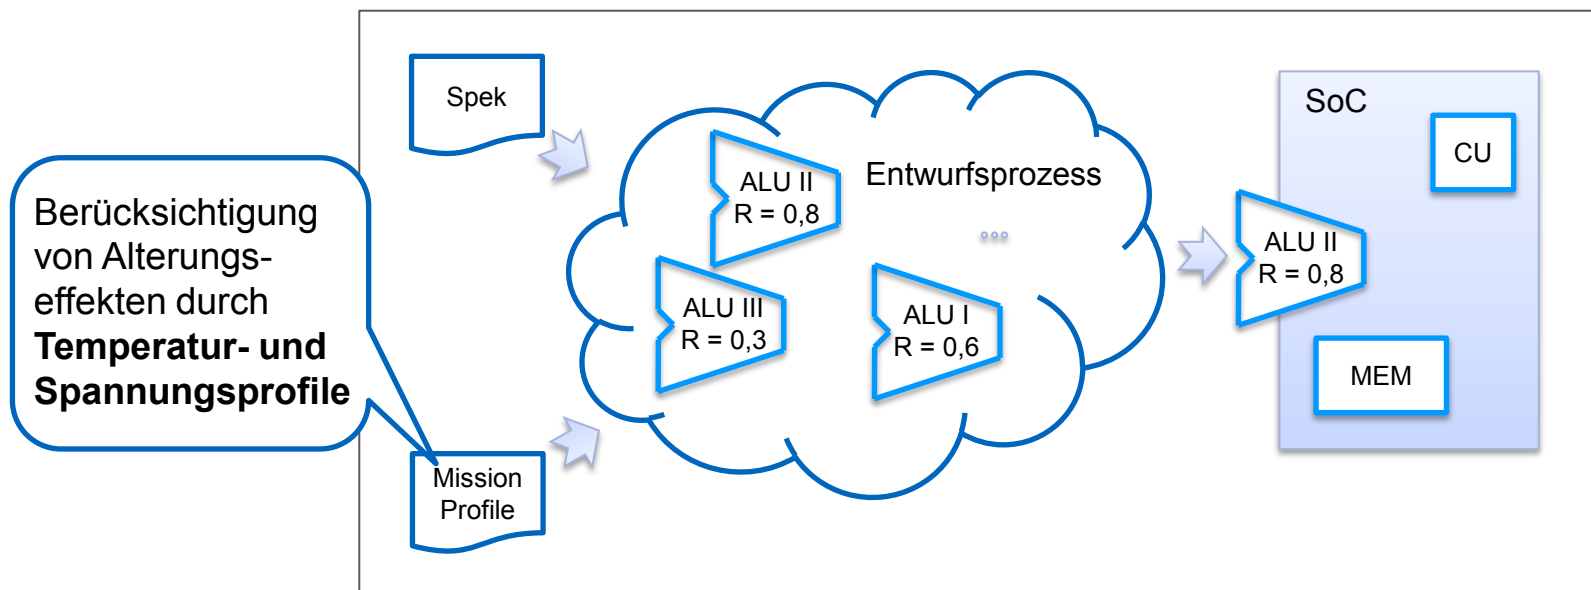 Spek
Berücksichtigung
von Alterungs-
effekten durch
Temperatur- und
Spannungsprofile
Mission
Profile
Entwurfsprozess
ALU II
R = 0,8
ALU III
R = 0,3
ALU I
R = 0,6
SoC
CU
ALU II
R = 0,8
MEM